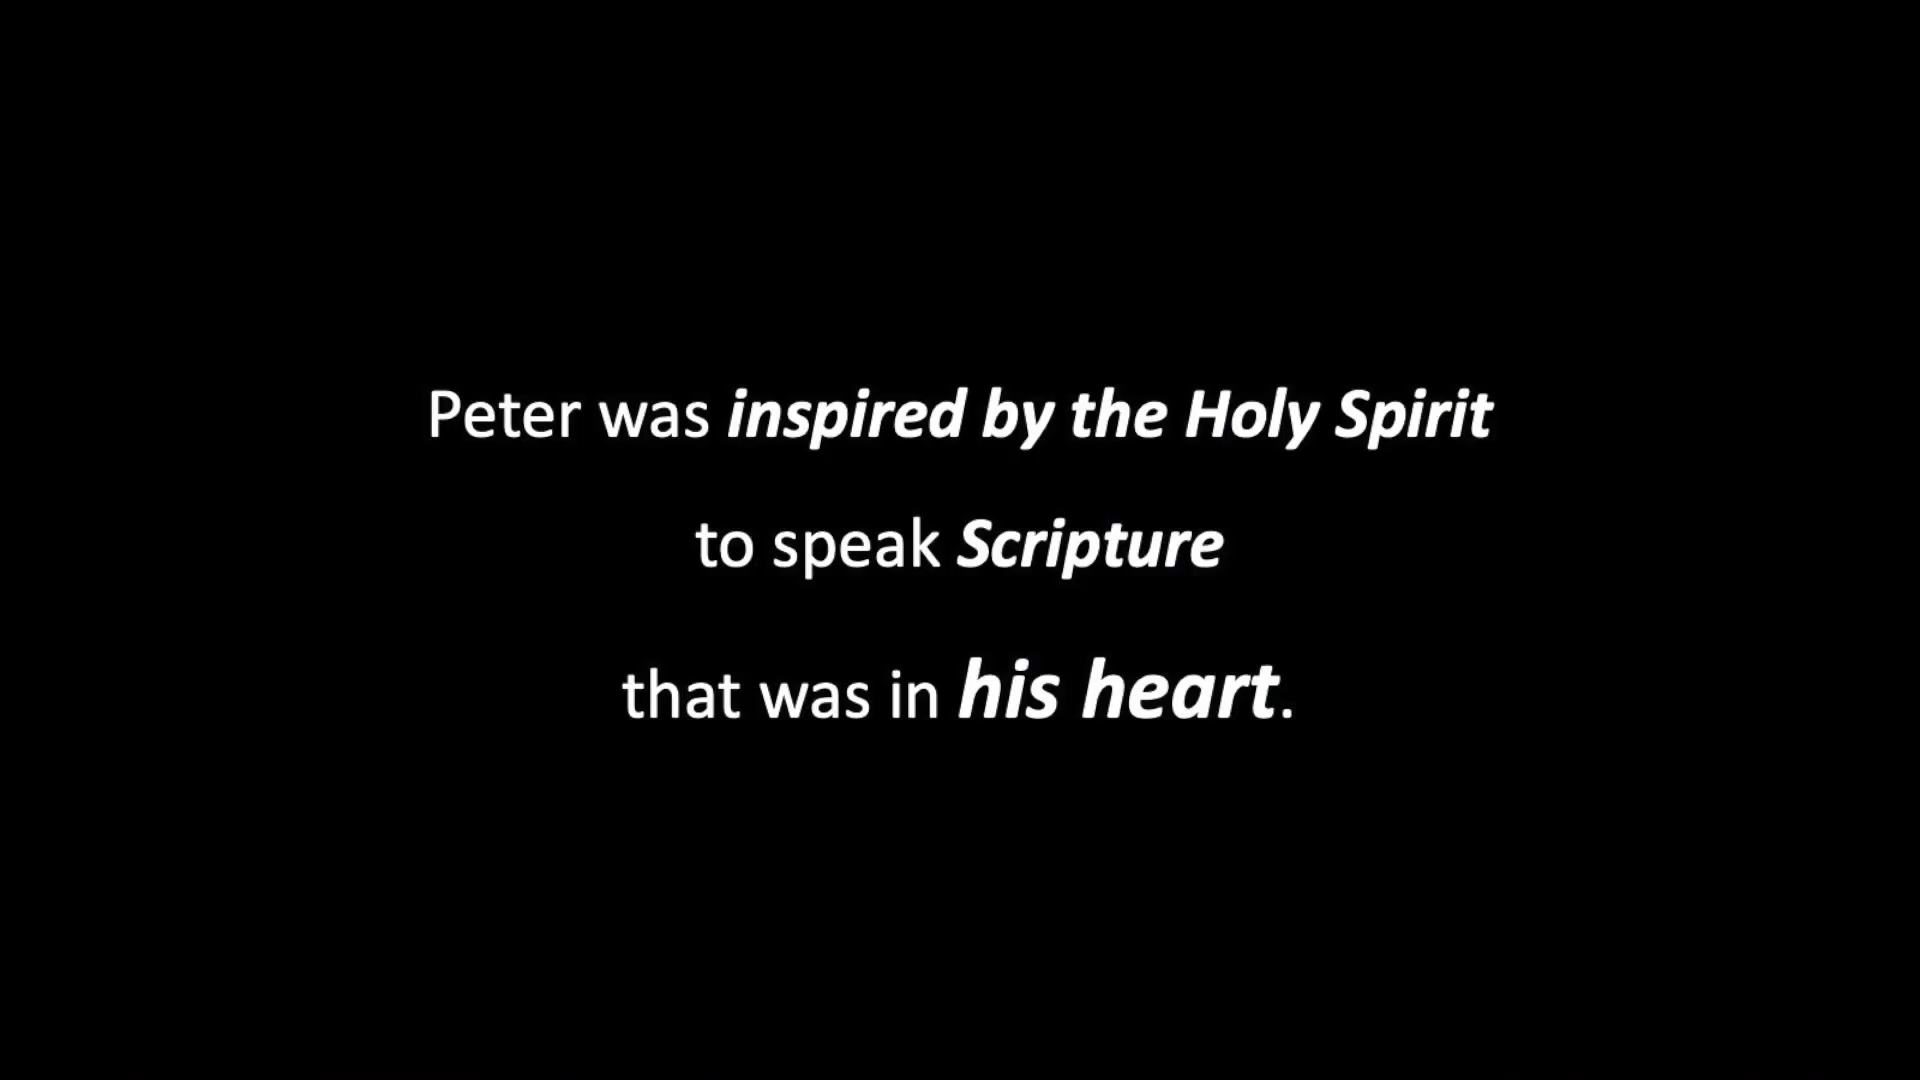 Peter was inspired by the Holy Spirit
to speak Scripture
that was in his heart.